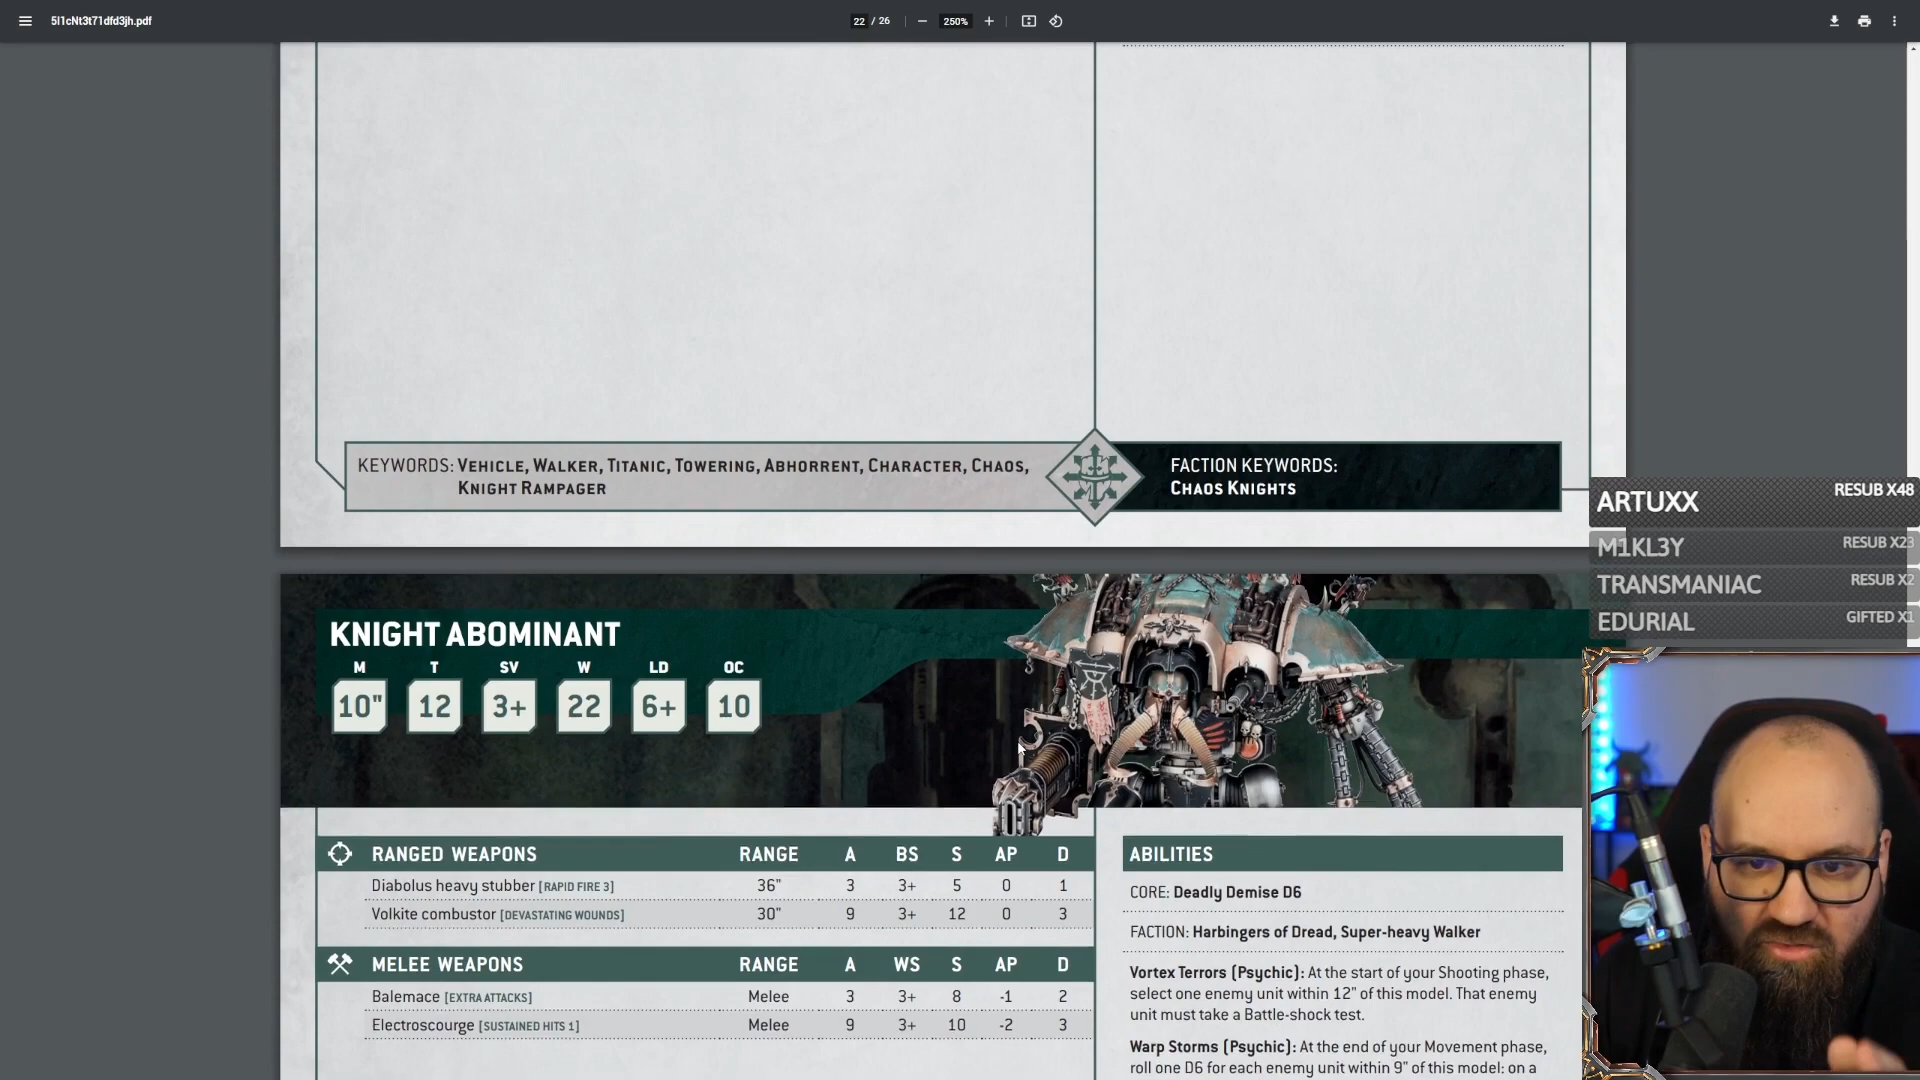 5l1cNt3t71dfd3jh.pdf
22 / 26
250%
KEYWORDS: VEHICLE, WALKER, TITANIC, TOWERING, ABHORRENT, CHARACTER, CHAOS,
KNIGHT RAMPAGER
FACTION KEYWORDS:
CHAOS KNIGHTS
ARTUXX RESUB X48
M1KL3Y RESUB X23
TRANSMANIAC RESUB X2
EDURIAL GIFTED X1
KNIGHT ABOMINANT
M T SV W LD OC
10" 12 3+ 22 6+ 10
RANGED WEAPONS RANGE A BS S AP D
Diabolus heavy stubber [RAPID FIRE 3] 36" 3 3+ 5 0 1
Volkite combustor [DEVASTATING WOUNDS] 30" 9 3+ 12 0 3
MELEE WEAPONS RANGE A WS S AP D
Balemace [EXTRA ATTACKS] Melee 3 3+ 8 -1 2
Electroscourge [SUSTAINED HITS 1] Melee 9 3+ 10 -2 3
ABILITIES
CORE: Deadly Demise D6
FACTION: Harbingers of Dread, Super-heavy Walker
Vortex Terrors (Psychic): At the start of your Shooting phase,
select one enemy unit within 12" of this model. That enemy
unit must take a Battle-shock test.
Warp Storms (Psychic): At the end of your Movement phase,
roll one D6 for each enemy unit within 9" of this model: on a